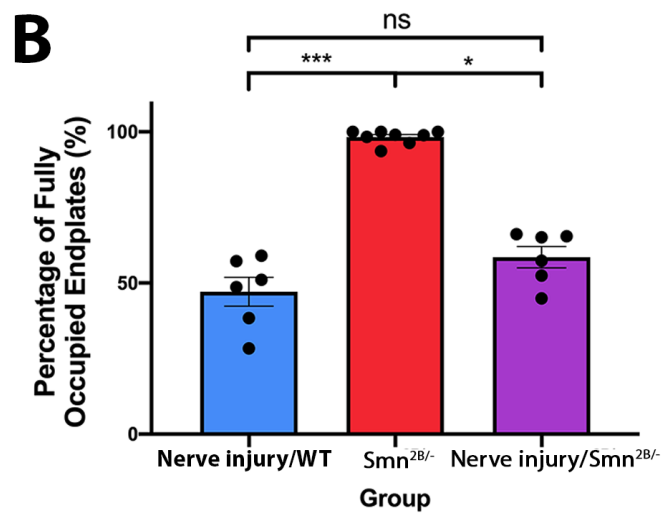 B
ns
***
*
Percentage of Fully
Occupied Endplates (%)
100
50
0
Nerve injury/WT
Smn2B/-
Nerve injury/Smn2B/-
Group